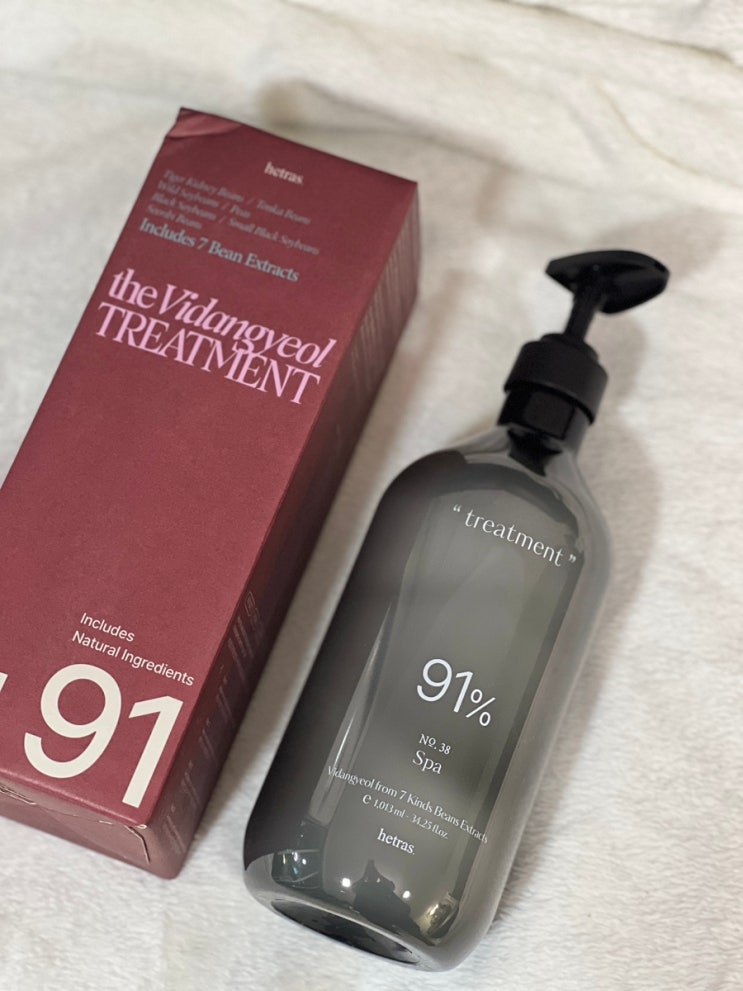 hetras.
Tiger Kidney Beans / Tonka Beans
Wild Soybeans / Peas
Black Soybeans / Small Black Soybeans
Beans
Includes 7 Bean Extracts
the Vidangyeol
TREATMENT
Includes
Natural Ingredients
91
“ treatment ”
91%
No. 38
Spa
Vidangyeol from 7 Kinds Beans Extracts
e 1,013 ml - 34.25 fl.oz.
hetras.